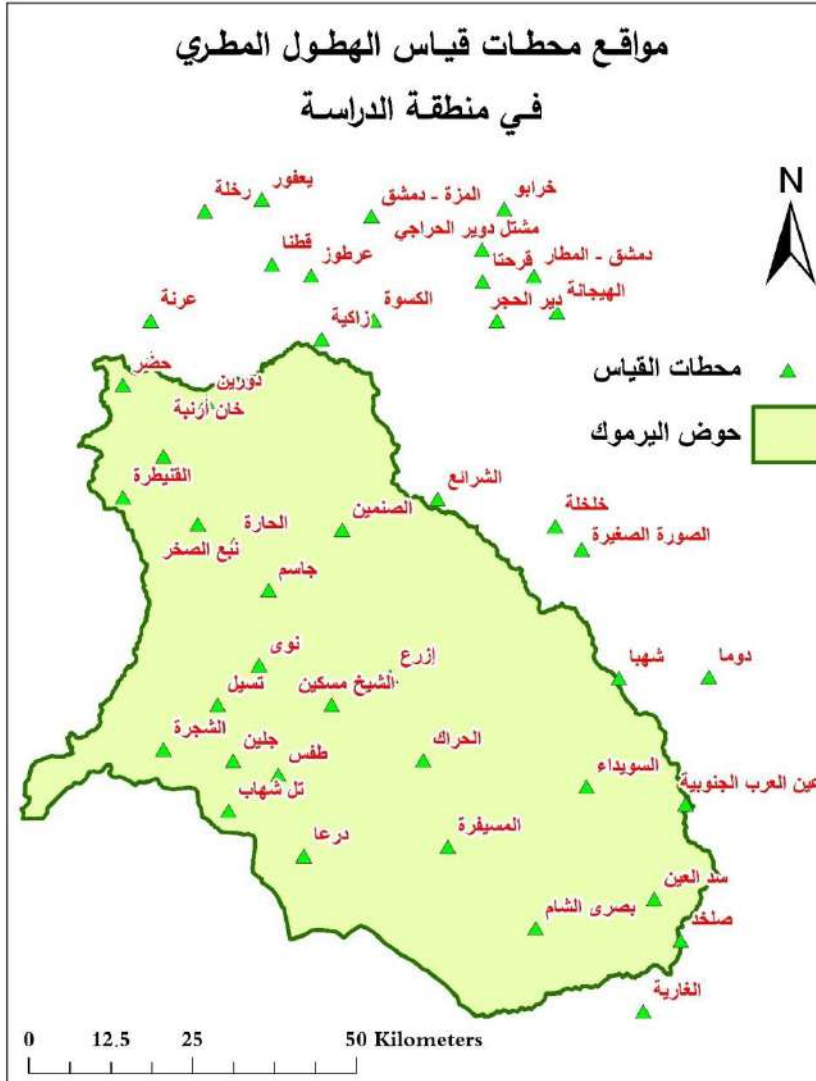 مواقع محطات قياس الهطول المطري
في منطقة الدراسة
N
يعفور
رخلة
المزة - دمشق
خرابو
مشتل دوير الحراجي
قطنا
عرطوز
قرحتا
دمشق - المطار
الهيجانة
عرنة
زاكية
الكسوة
دير الحجر
حضر
دورين
خان أرنبة
محطات القياس
حوض اليرموك
القنيطرة
الشرائع
الصنمين
الحارة
نبع الصخر
خلخلة
الصورة الصغيرة
جاسم
نوى
إزرع
شهبا
دوما
تسيل
الشيخ مسكين
الشجرة
جلين
طفس
الحراك
السويداء
عين العرب الجنوبية
تل شهاب
درعا
المسيفرة
سد العين
بصرى الشام
صلخد
الغارية
0 12.5 25 50 Kilometers